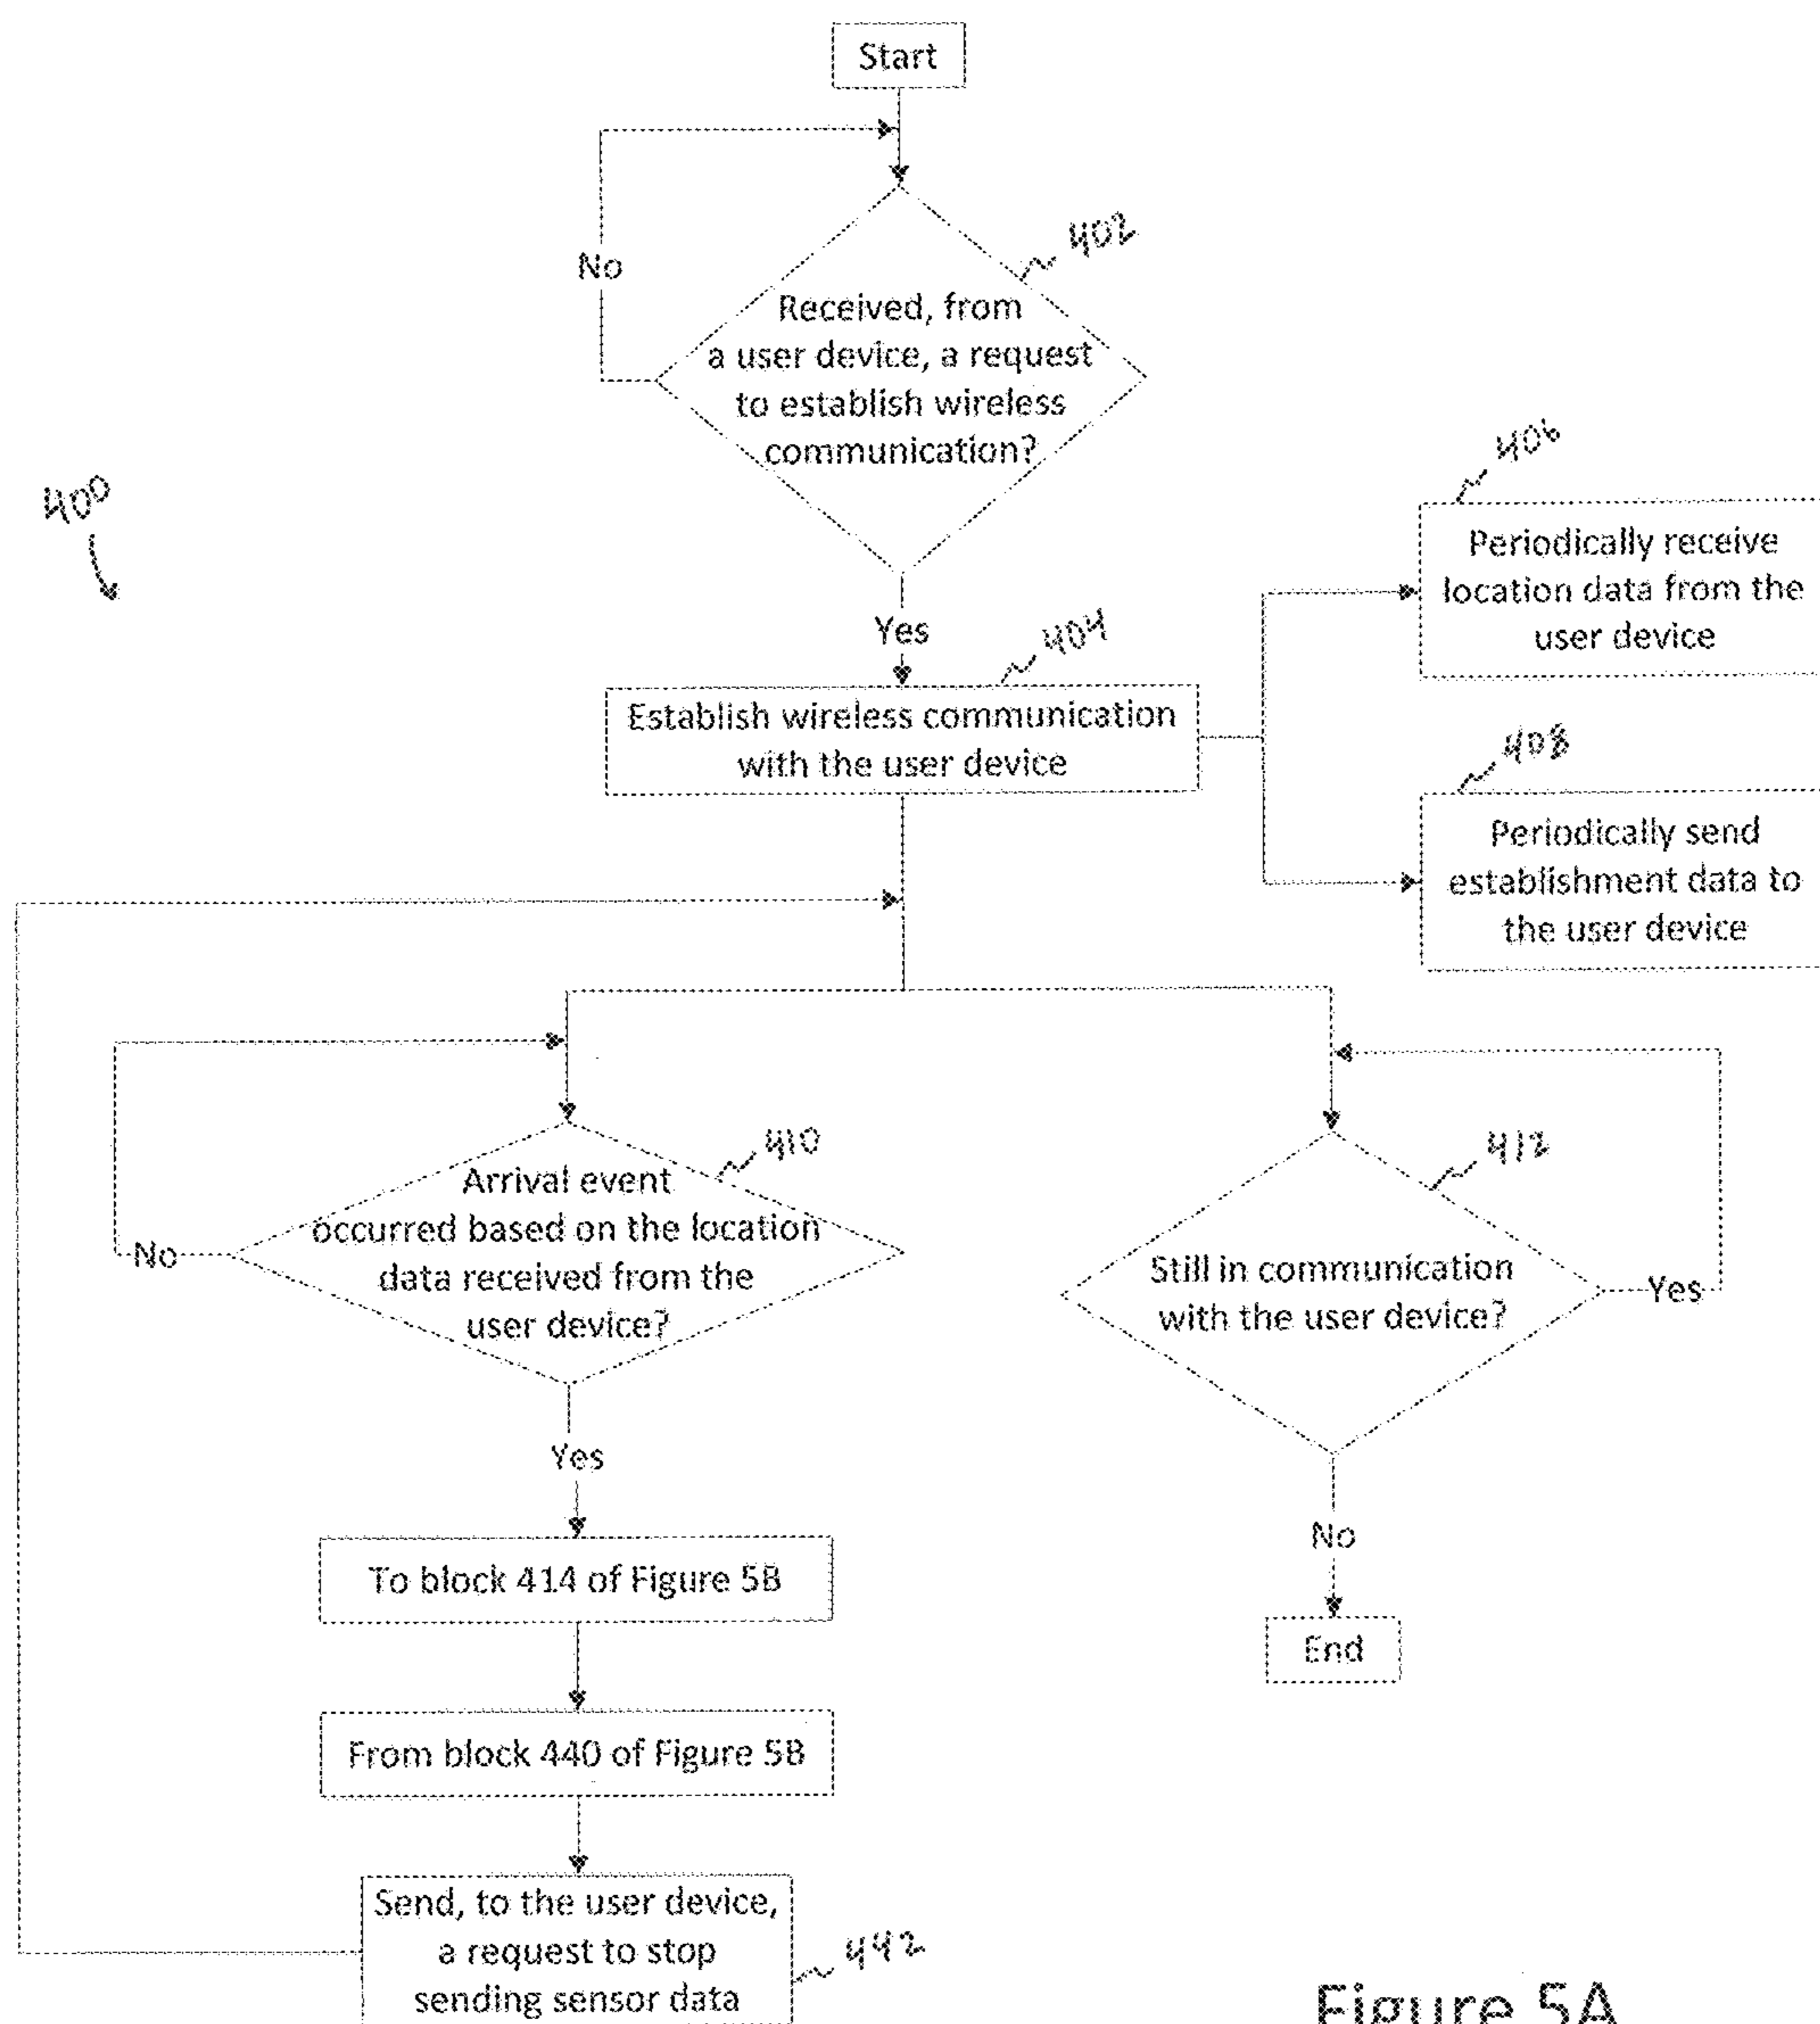 Start
402
No
Received, from
a user device, a request
to establish wireless
communication?
400
406
Periodically receive
location data from the
user device
Yes
404
Establish wireless communication
with the user device
408
Periodically send
establishment data to
the user device
410
Arrival event
occurred based on the location
data received from the
user device?
No
412
Still in communication
with the user device?
Yes
Yes
No
To block 414 of Figure 5B
End
From block 440 of Figure 5B
Send, to the user device,
a request to stop
sending sensor data
442
Figure 5A